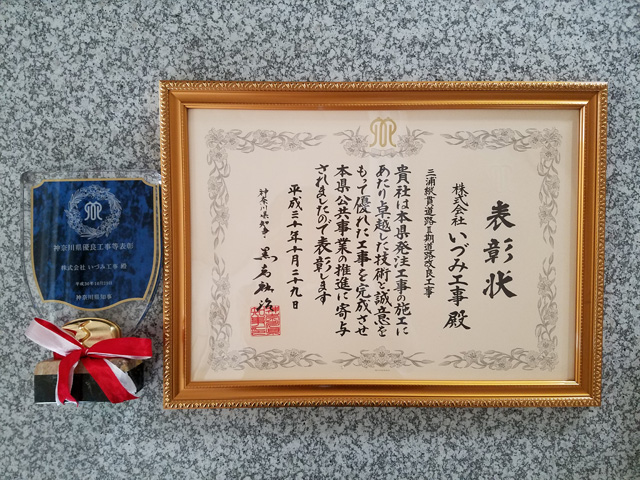 表彰状
株式会社 いづみ工事 殿
三浦縦貫道路Ⅱ期道路改良工事
貴社は本県発注工事の施工に
あたり卓越した技術と誠意を
もって優れた工事を完成させ
本県公共事業の推進に寄与
されましたので表彰します
平成三十年十月二十九日
神奈川県知事 黒岩祐治
神奈川県優良工事等表彰
株式会社 いづみ工事 殿
神奈川県知事